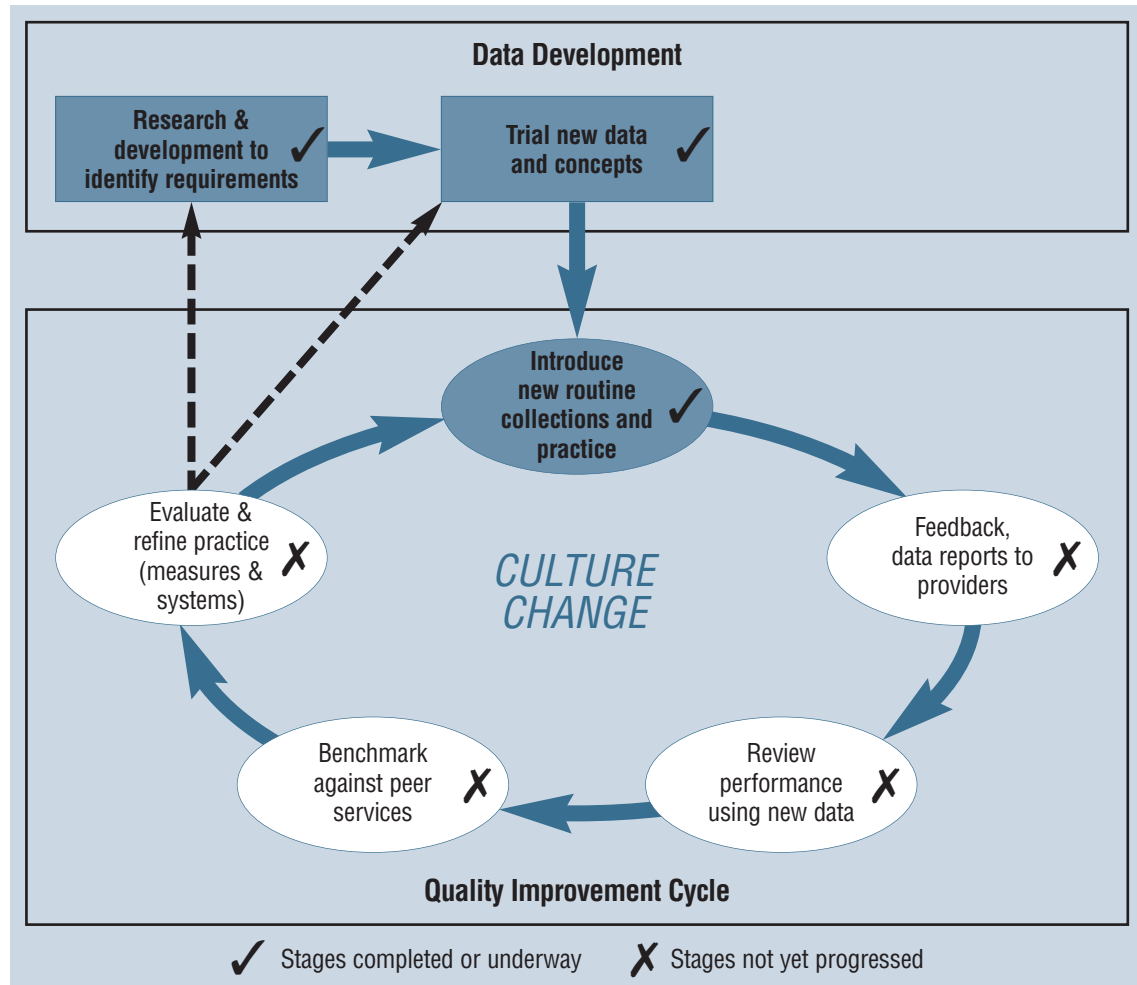 Data Development
Research &
development to
identify requirements
✓
Trial new data
and concepts
✓
Introduce
new routine
collections and
practice
✓
Evaluate &
refine practice
(measures &
systems)
✗
Feedback,
data reports to
providers
✗
CULTURE
CHANGE
Benchmark
against peer
services
✗
Review
performance
using new data
✗
Quality Improvement Cycle
✓ Stages completed or underway
✗ Stages not yet progressed